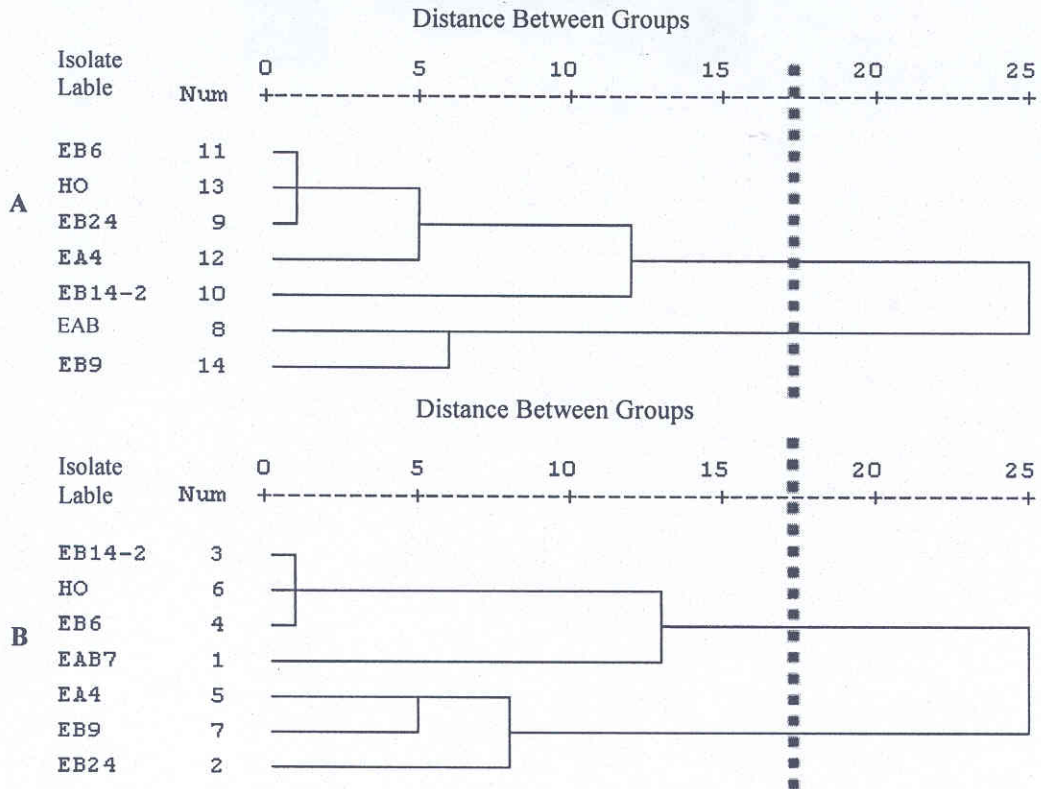 Distance Between Groups
Isolate
Lable Num
0 5 10 15 20 25
A
EB6 11
HO 13
EB24 9
EA4 12
EB14-2 10
EAB 8
EB9 14
Distance Between Groups
Isolate
Lable Num
0 5 10 15 20 25
B
EB14-2 3
HO 6
EB6 4
EAB7 1
EA4 5
EB9 7
EB24 2